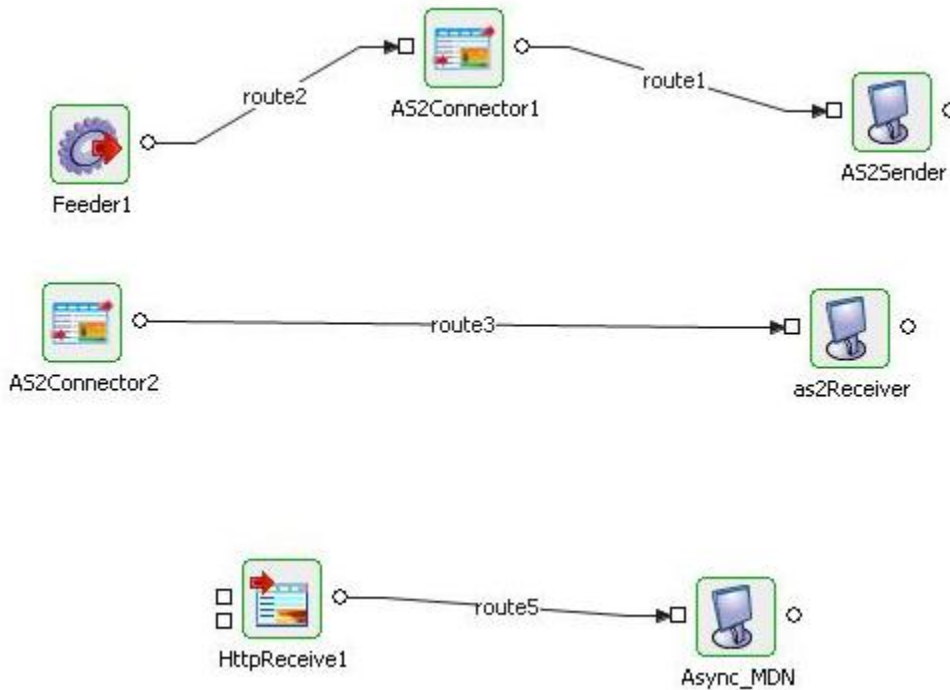 route2
AS2Connector1
route1
Feeder1
AS2Sender
route3
AS2Connector2
as2Receiver
route5
HttpReceive1
Async_MDN